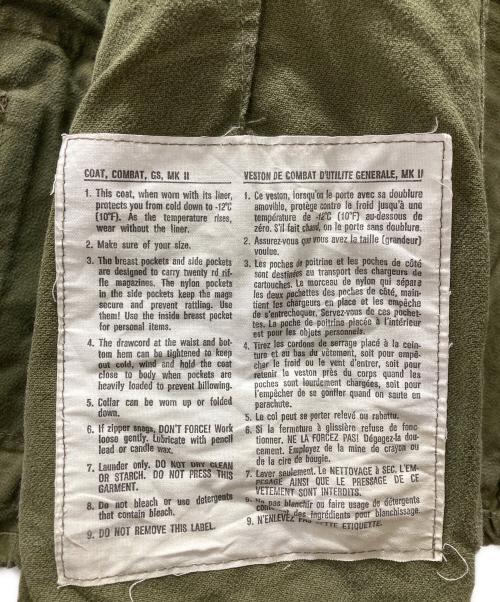 COAT, COMBAT, GS, MK II
1. This coat, when worn with its liner,
protects you from cold down to -12°C
(10°F). As the temperature rises,
wear without the liner.
2. Make sure of your size.
3. The breast pockets and side pockets
are designed to carry twenty rd rif-
fle magazines. The nylon pockets
in the side pockets keep the mags
secure and prevent rattling. Use
them! Use the inside breast pocket
for personal items.
4. The drawcord at the waist and bot-
tom hem can be tightened to keep
out cold, wind and hold the coat
close to body when pockets are
heavily loaded to prevent billowing.
5. Collar can be worn up or folded
down.
6. If zipper snags, DON'T FORCE! Work
loose gently. Lubricate with pencil
lead or candle wax.
7. Launder only. DO NOT DRY CLEAN
OR STARCH. DO NOT PRESS THIS
GARMENT.
8. Do not bleach or use detergents
that contain bleach.
9. DO NOT REMOVE THIS LABEL.
VESTON DE COMBAT D'UTILITE GENERALE, MK II
1. Ce veston, lorsqu'on le porte avec sa doublure
amovible, protège contre le froid jusqu'à une
température de -12°C (10°F) au-dessous de
zéro. S'il fait chaud, on le porte sans doublure.
2. Assurez-vous que vous avez la taille (grandeur)
voulue.
3. Les poches de poitrine et les poches de côté
sont destinées au transport des chargeurs de
cartouches. Le morceau de nylon qui sépare
les deux pochettes des poches de côté, main-
tient les chargeurs en place et les empêche
de s'entrechoquer. Servez-vous de ces pochet-
tes. La poche de poitrine placée à l'intérieur
est pour les objets personnels.
4. Tirez les cordons de serrage placé à la cein-
ture et au bas du vêtement, soit pour empê-
cher le froid ou le vent d'entrer, soit pour
retenir le veston près du corps quand les
poches sont lourdement chargées, soit pour
l'empêcher de se gonfler quand on saute en
parachute.
5. Le col peut se porter relevé ou rabattu.
6. Si la fermeture à glissière refuse de fonc-
tionner. NE LA FORCEZ PAS! Dégagez-la dou-
cement. Employez de la mine de crayon ou
de la cire de bougie.
7. Laver seulement. Le NETTOYAGE à SEC, L'EM-
PESAGE AINSI QUE LE PRESSAGE DE CE
VETEMENT SONT INTERDITS.
Ne pas blanchir ou faire usage de détergents
des ingrédients pour blanchissage.
9. N'ENLEVEZ PAS CETTE ETIQUETTE.